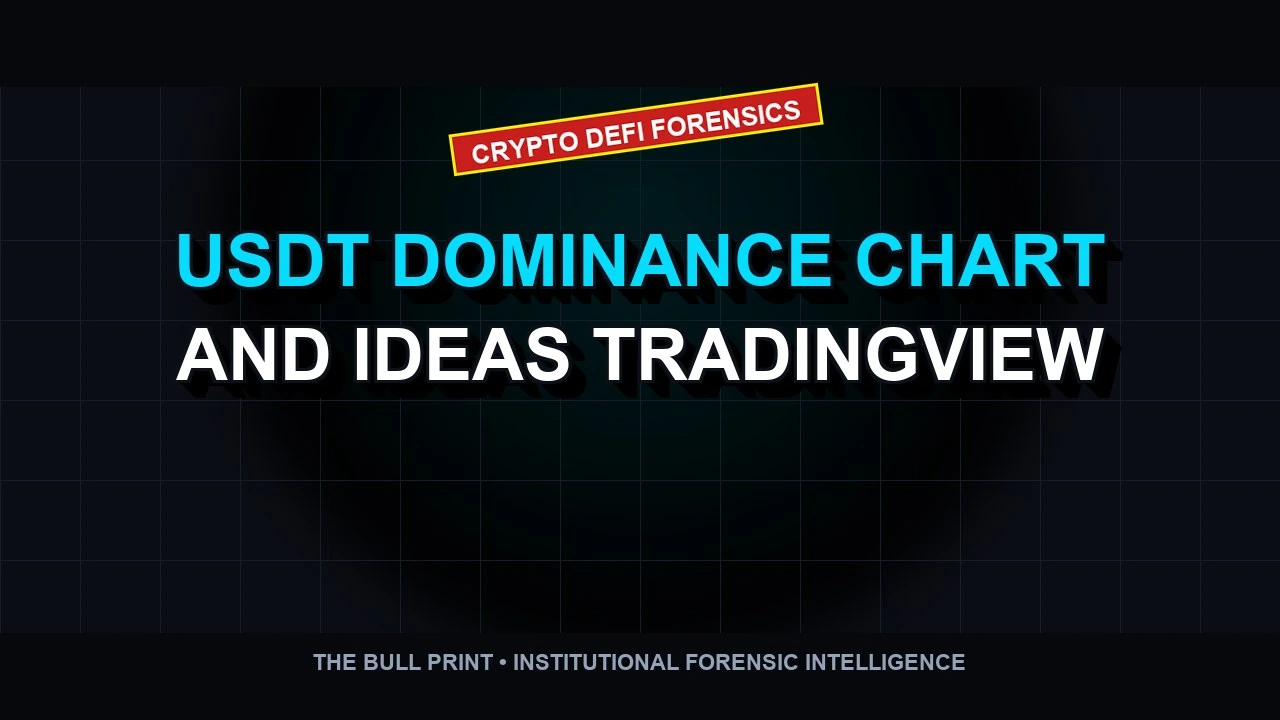 CRYPTO DEFI FORENSICS
USDT DOMINANCE CHART
AND IDEAS TRADINGVIEW
THE BULL PRINT • INSTITUTIONAL FORENSIC INTELLIGENCE